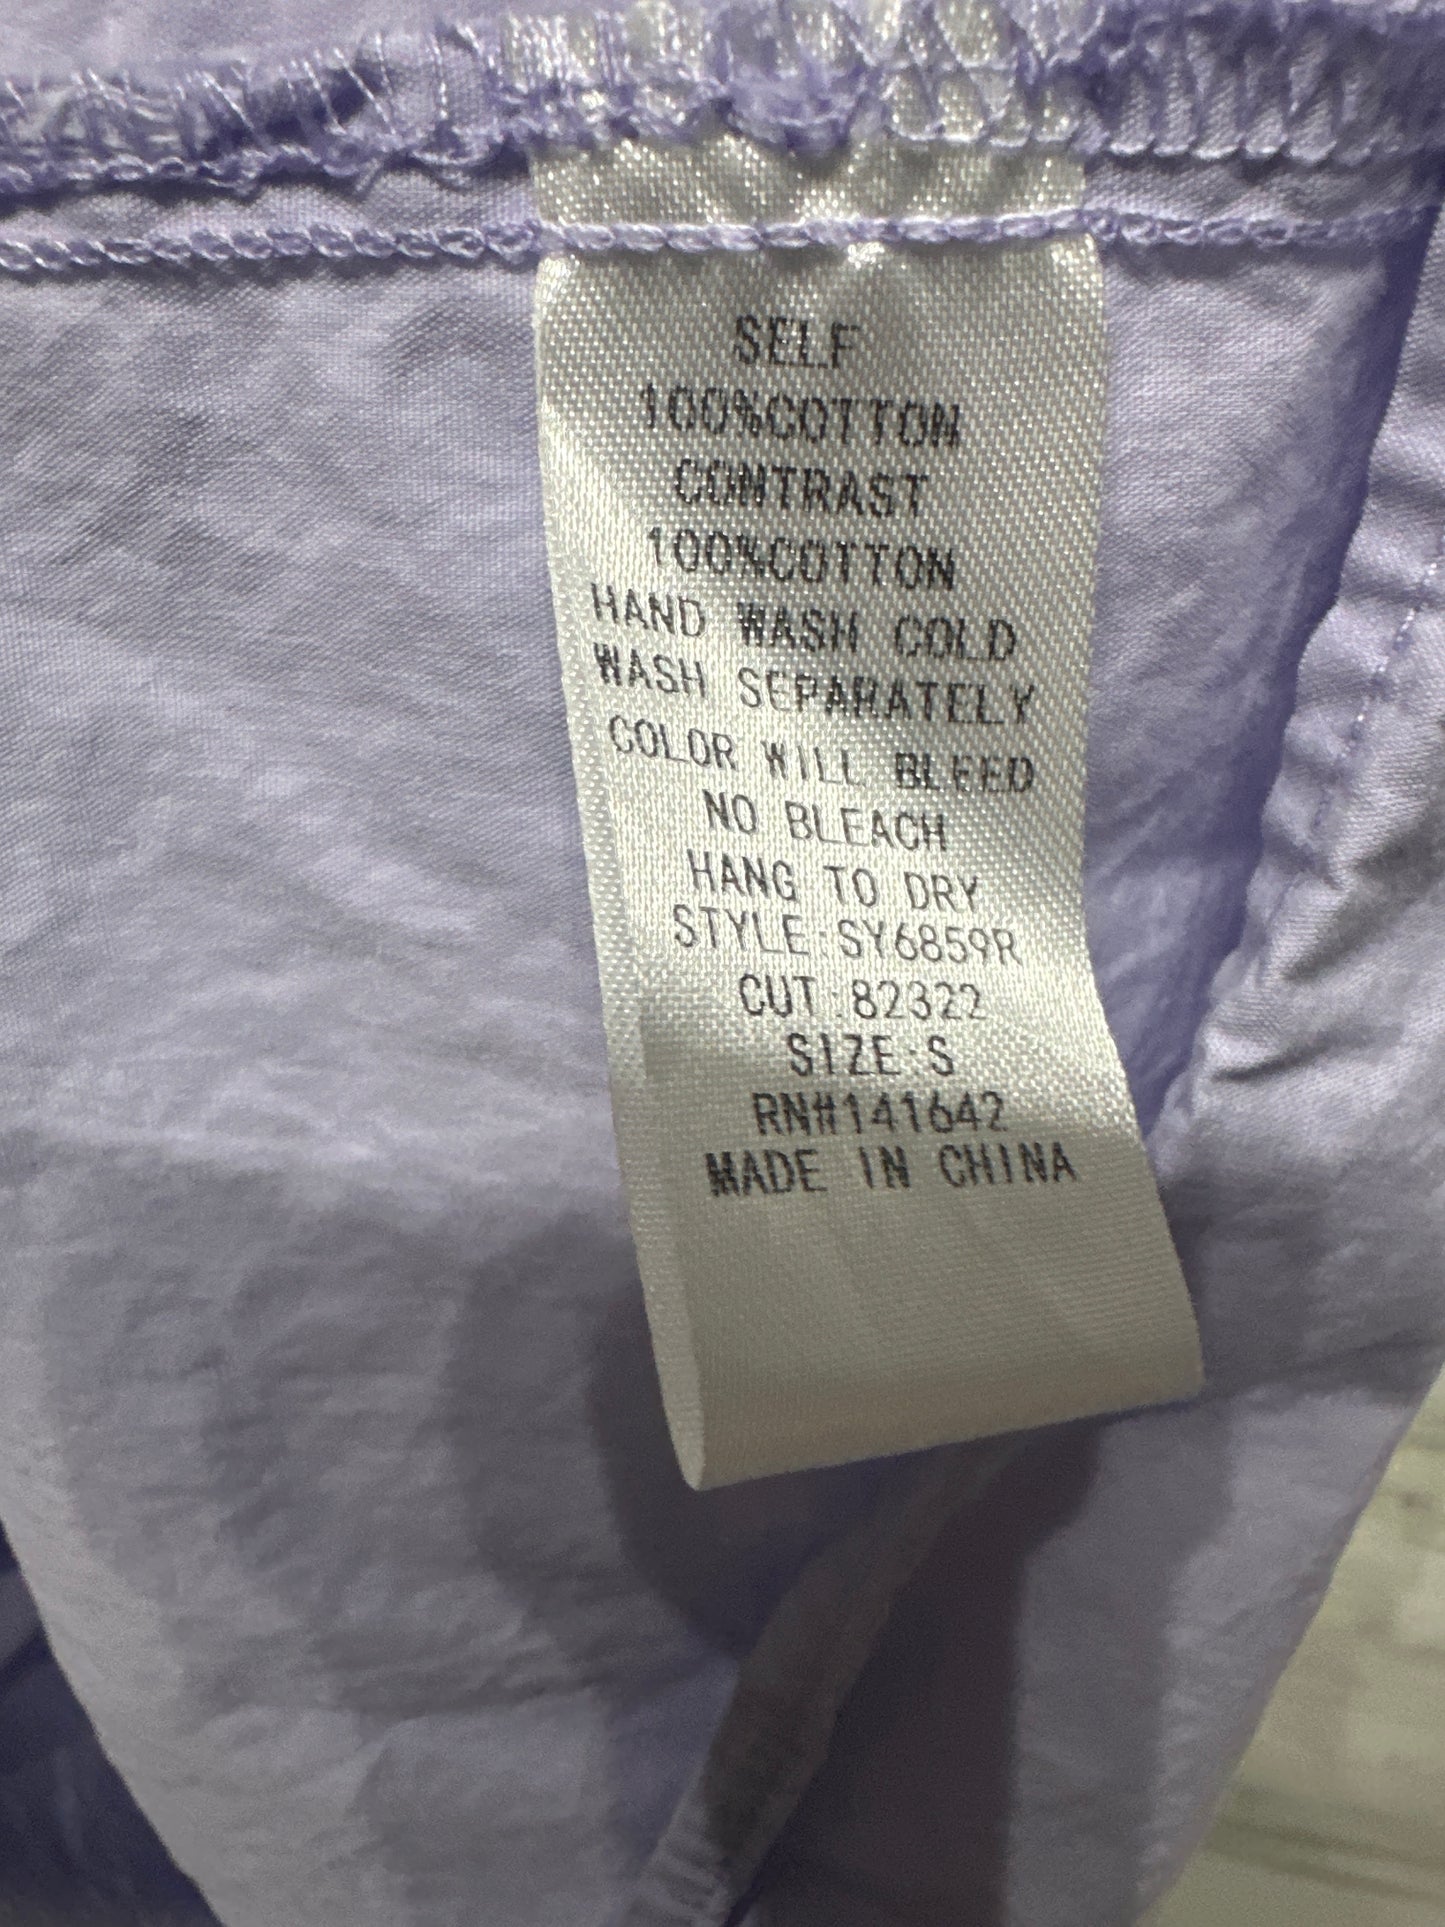 SELF
100%COTTON
CONTRAST
100%COTTON
HAND WASH COLD
WASH SEPARATELY
COLOR WILL BLEED
NO BLEACH
HANG TO DRY
STYLE:SY6859R
CUT:82322
SIZE:S
RN#141642
MADE IN CHINA